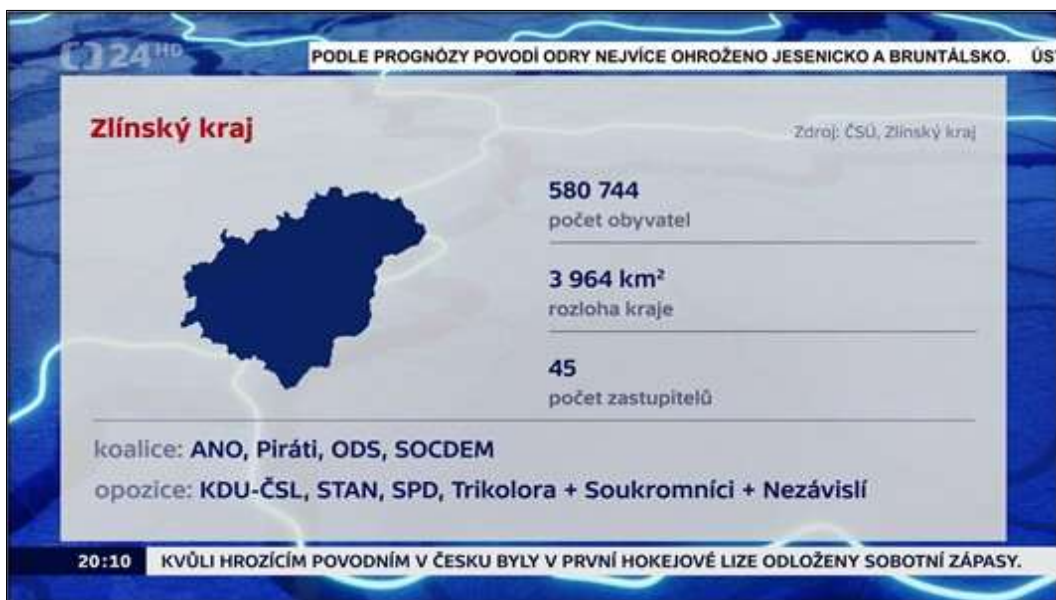 24 HD
PODLE PROGNÓZY POVODÍ ODRY NEJVÍCE OHROŽENO JESENICKO A BRUNTÁLSKO. ÚS
Zlínský kraj
Zdroj: ČSÚ, Zlínský kraj
580 744
počet obyvatel
3 964 km²
rozloha kraje
45
počet zastupitelů
koalice: ANO, Piráti, ODS, SOCDEM
opozice: KDU-ČSL, STAN, SPD, Trikolora + Soukromníci + Nezávislí
20:10 KVŮLI HROZÍCÍM POVODNÍM V ČESKU BYLY V PRVNÍ HOKEJOVÉ LIZE ODLOŽENY SOBOTNÍ ZÁPASY.